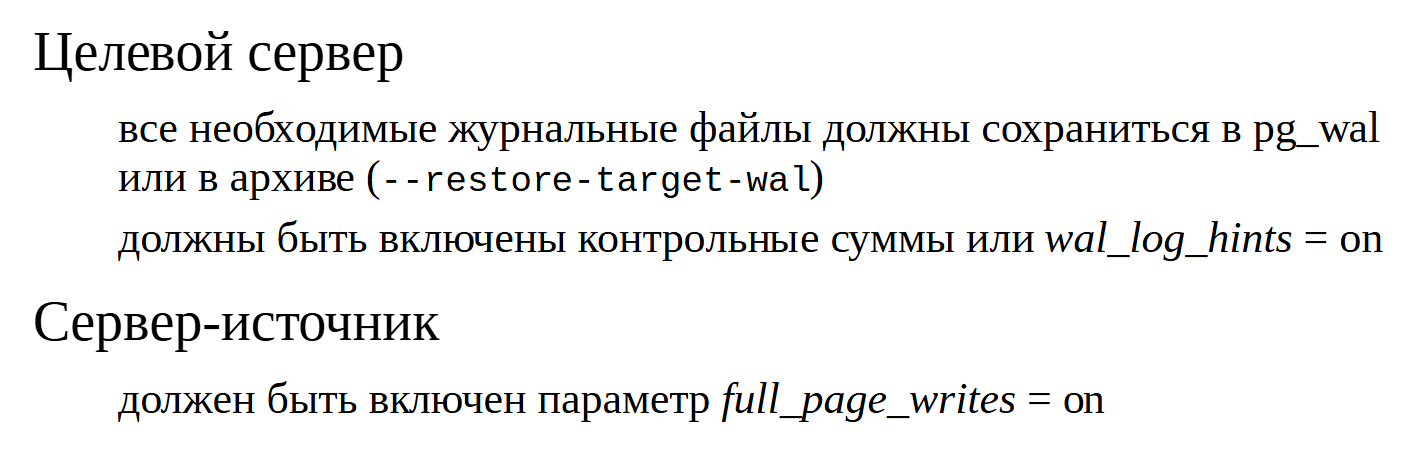 Целевой сервер
все необходимые журнальные файлы должны сохраниться в pg_wal
или в архиве (--restore-target-wal)
должны быть включены контрольные суммы или wal_log_hints = on
Сервер-источник
должен быть включен параметр full_page_writes = on